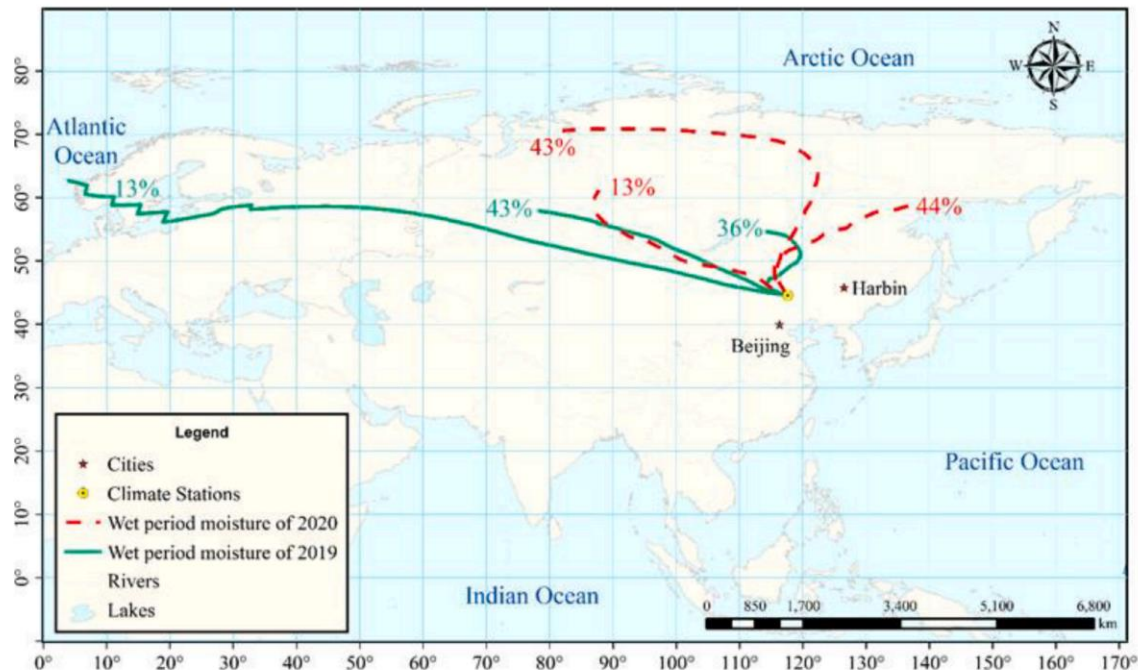 N
W E
S
Arctic Ocean
Atlantic
Ocean
80°
70°
60°
50°
40°
30°
20°
10°
0°
43%
13%
13%
43%
36%
44%
Harbin
Beijing
Pacific Ocean
Indian Ocean
Legend
Cities
Climate Stations
Wet period moisture of 2020
Wet period moisture of 2019
Rivers
Lakes
0 850 1,700 3,400 5,100 6,800
km
0° 10° 20° 30° 40° 50° 60° 70° 80° 90° 100° 110° 120° 130° 140° 150° 160° 170°